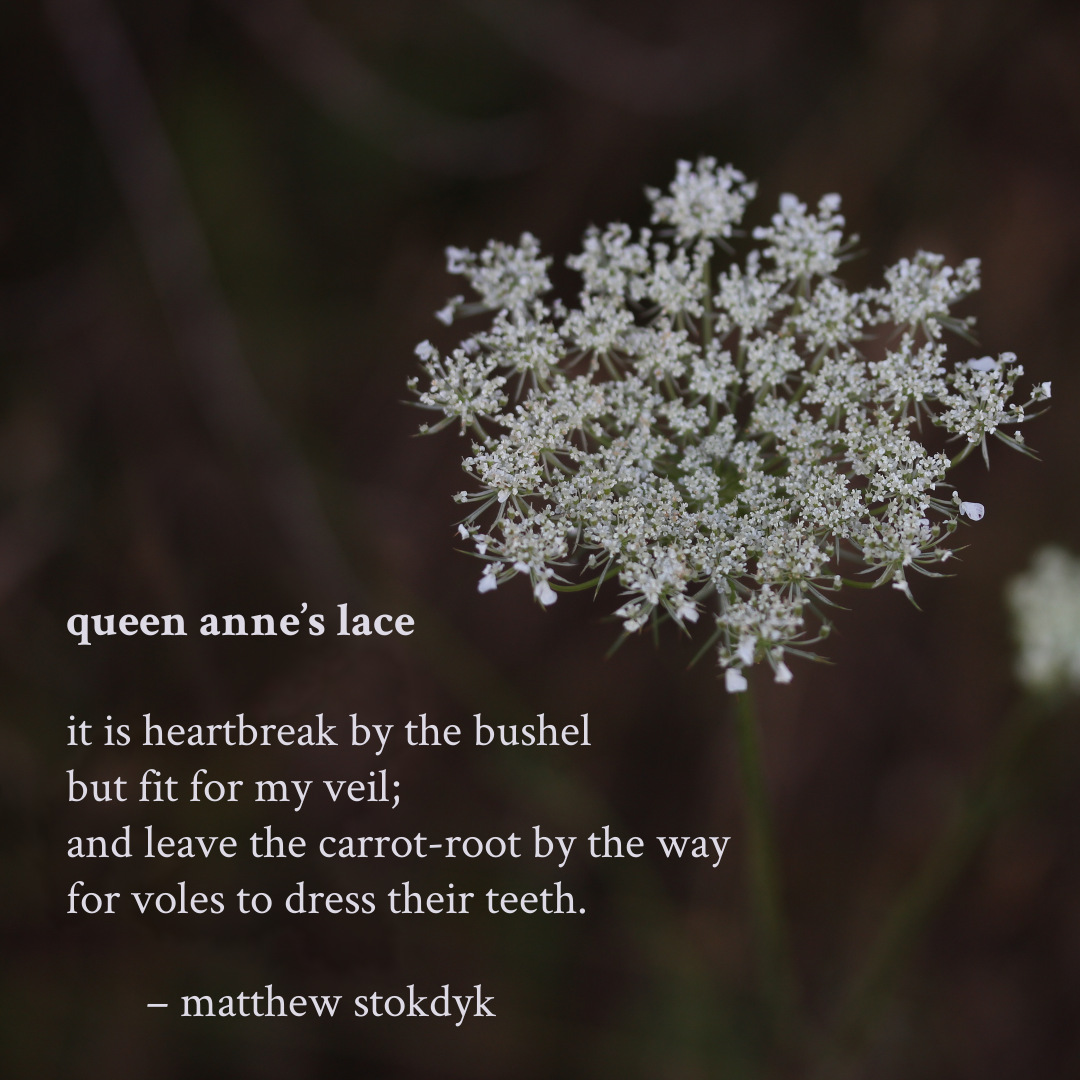 queen anne’s lace
it is heartbreak by the bushel
but fit for my veil;
and leave the carrot-root by the way
for voles to dress their teeth.
– matthew stokdyk